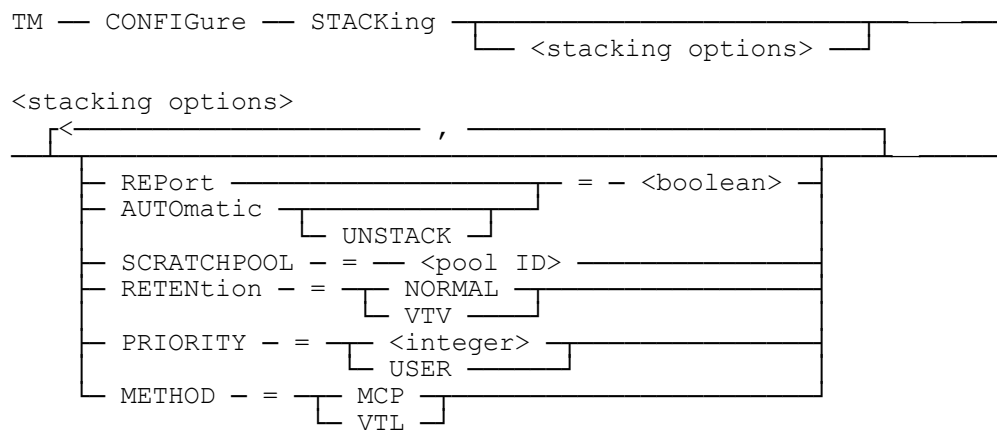 TM — CONFIGure — STACKing
<stacking options>
<stacking options>
< ,
REPort = — <boolean>
AUTOmatic
UNSTACK
SCRATCHPOOL — = — <pool ID>
RETENtion — = NORMAL
VTV
PRIORITY — = <integer>
USER
METHOD — = MCP
VTL